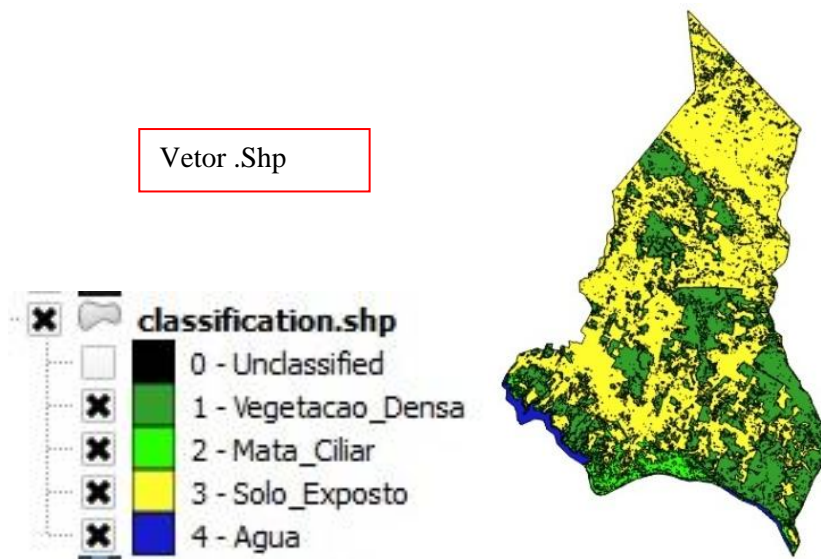 Vetor .Shp
classification.shp
0 - Unclassified
1 - Vegetacao_Densa
2 - Mata_Ciliar
3 - Solo_Exposto
4 - Agua